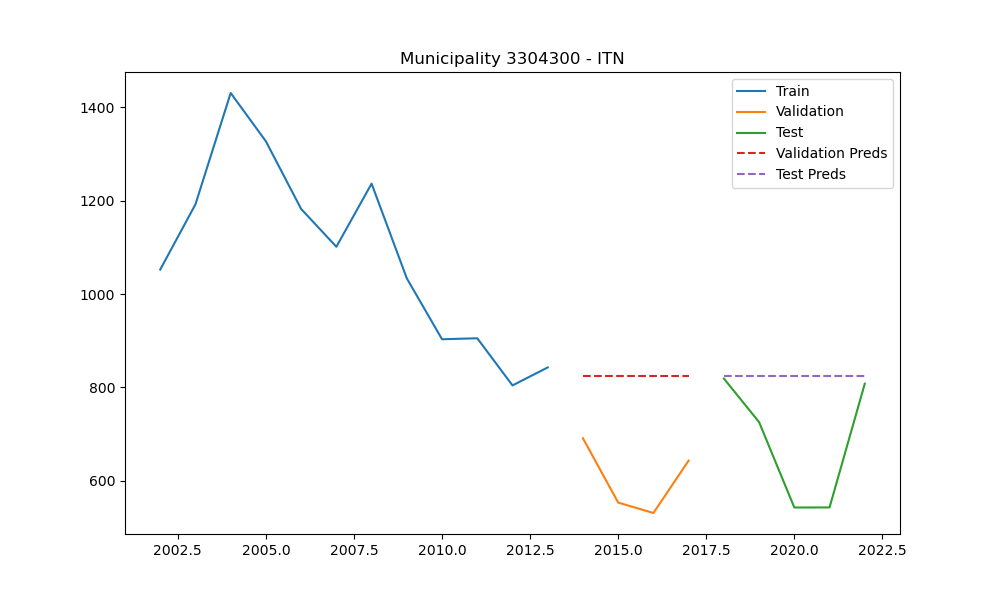 Municipality 3304300 - ITN
Train
Validation
Test
Validation Preds
Test Preds
1400
1200
1000
800
600
2002.5 2005.0 2007.5 2010.0 2012.5 2015.0 2017.5 2020.0 2022.5